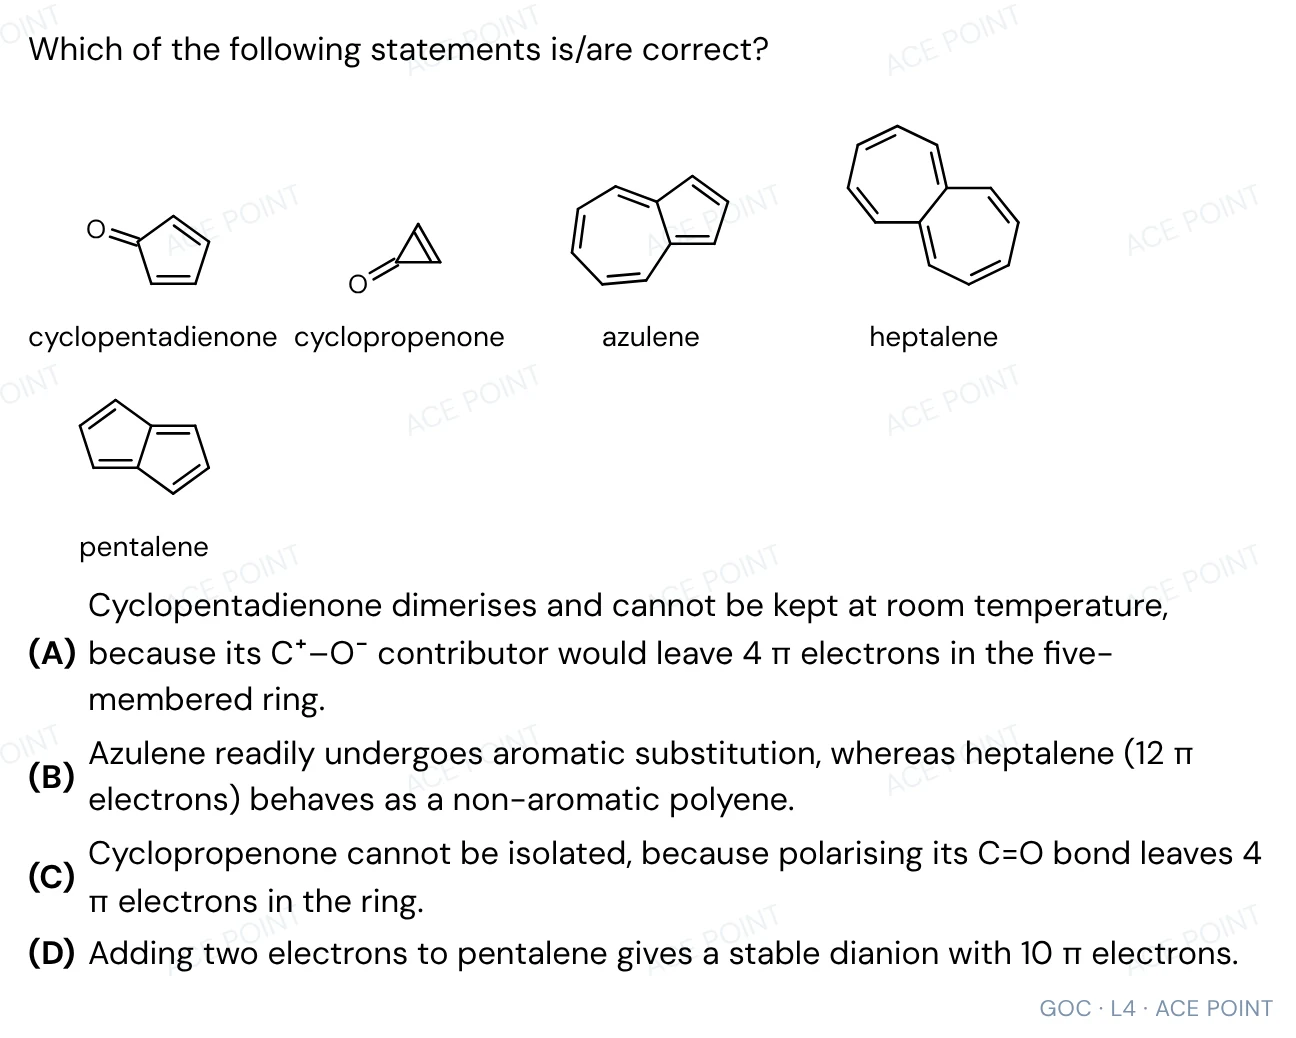 Which of the following statements is/are correct?
O
O
cyclopentadienone cyclopropenone azulene heptalene
pentalene
Cyclopentadienone dimerises and cannot be kept at room temperature,
(A) because its C⁺–O⁻ contributor would leave 4 π electrons in the five-
membered ring.
(B) Azulene readily undergoes aromatic substitution, whereas heptalene (12 π
electrons) behaves as a non-aromatic polyene.
(C) Cyclopropenone cannot be isolated, because polarising its C=O bond leaves 4
π electrons in the ring.
(D) Adding two electrons to pentalene gives a stable dianion with 10 π electrons.
GOC · L4 · ACE POINT
ACE POINT